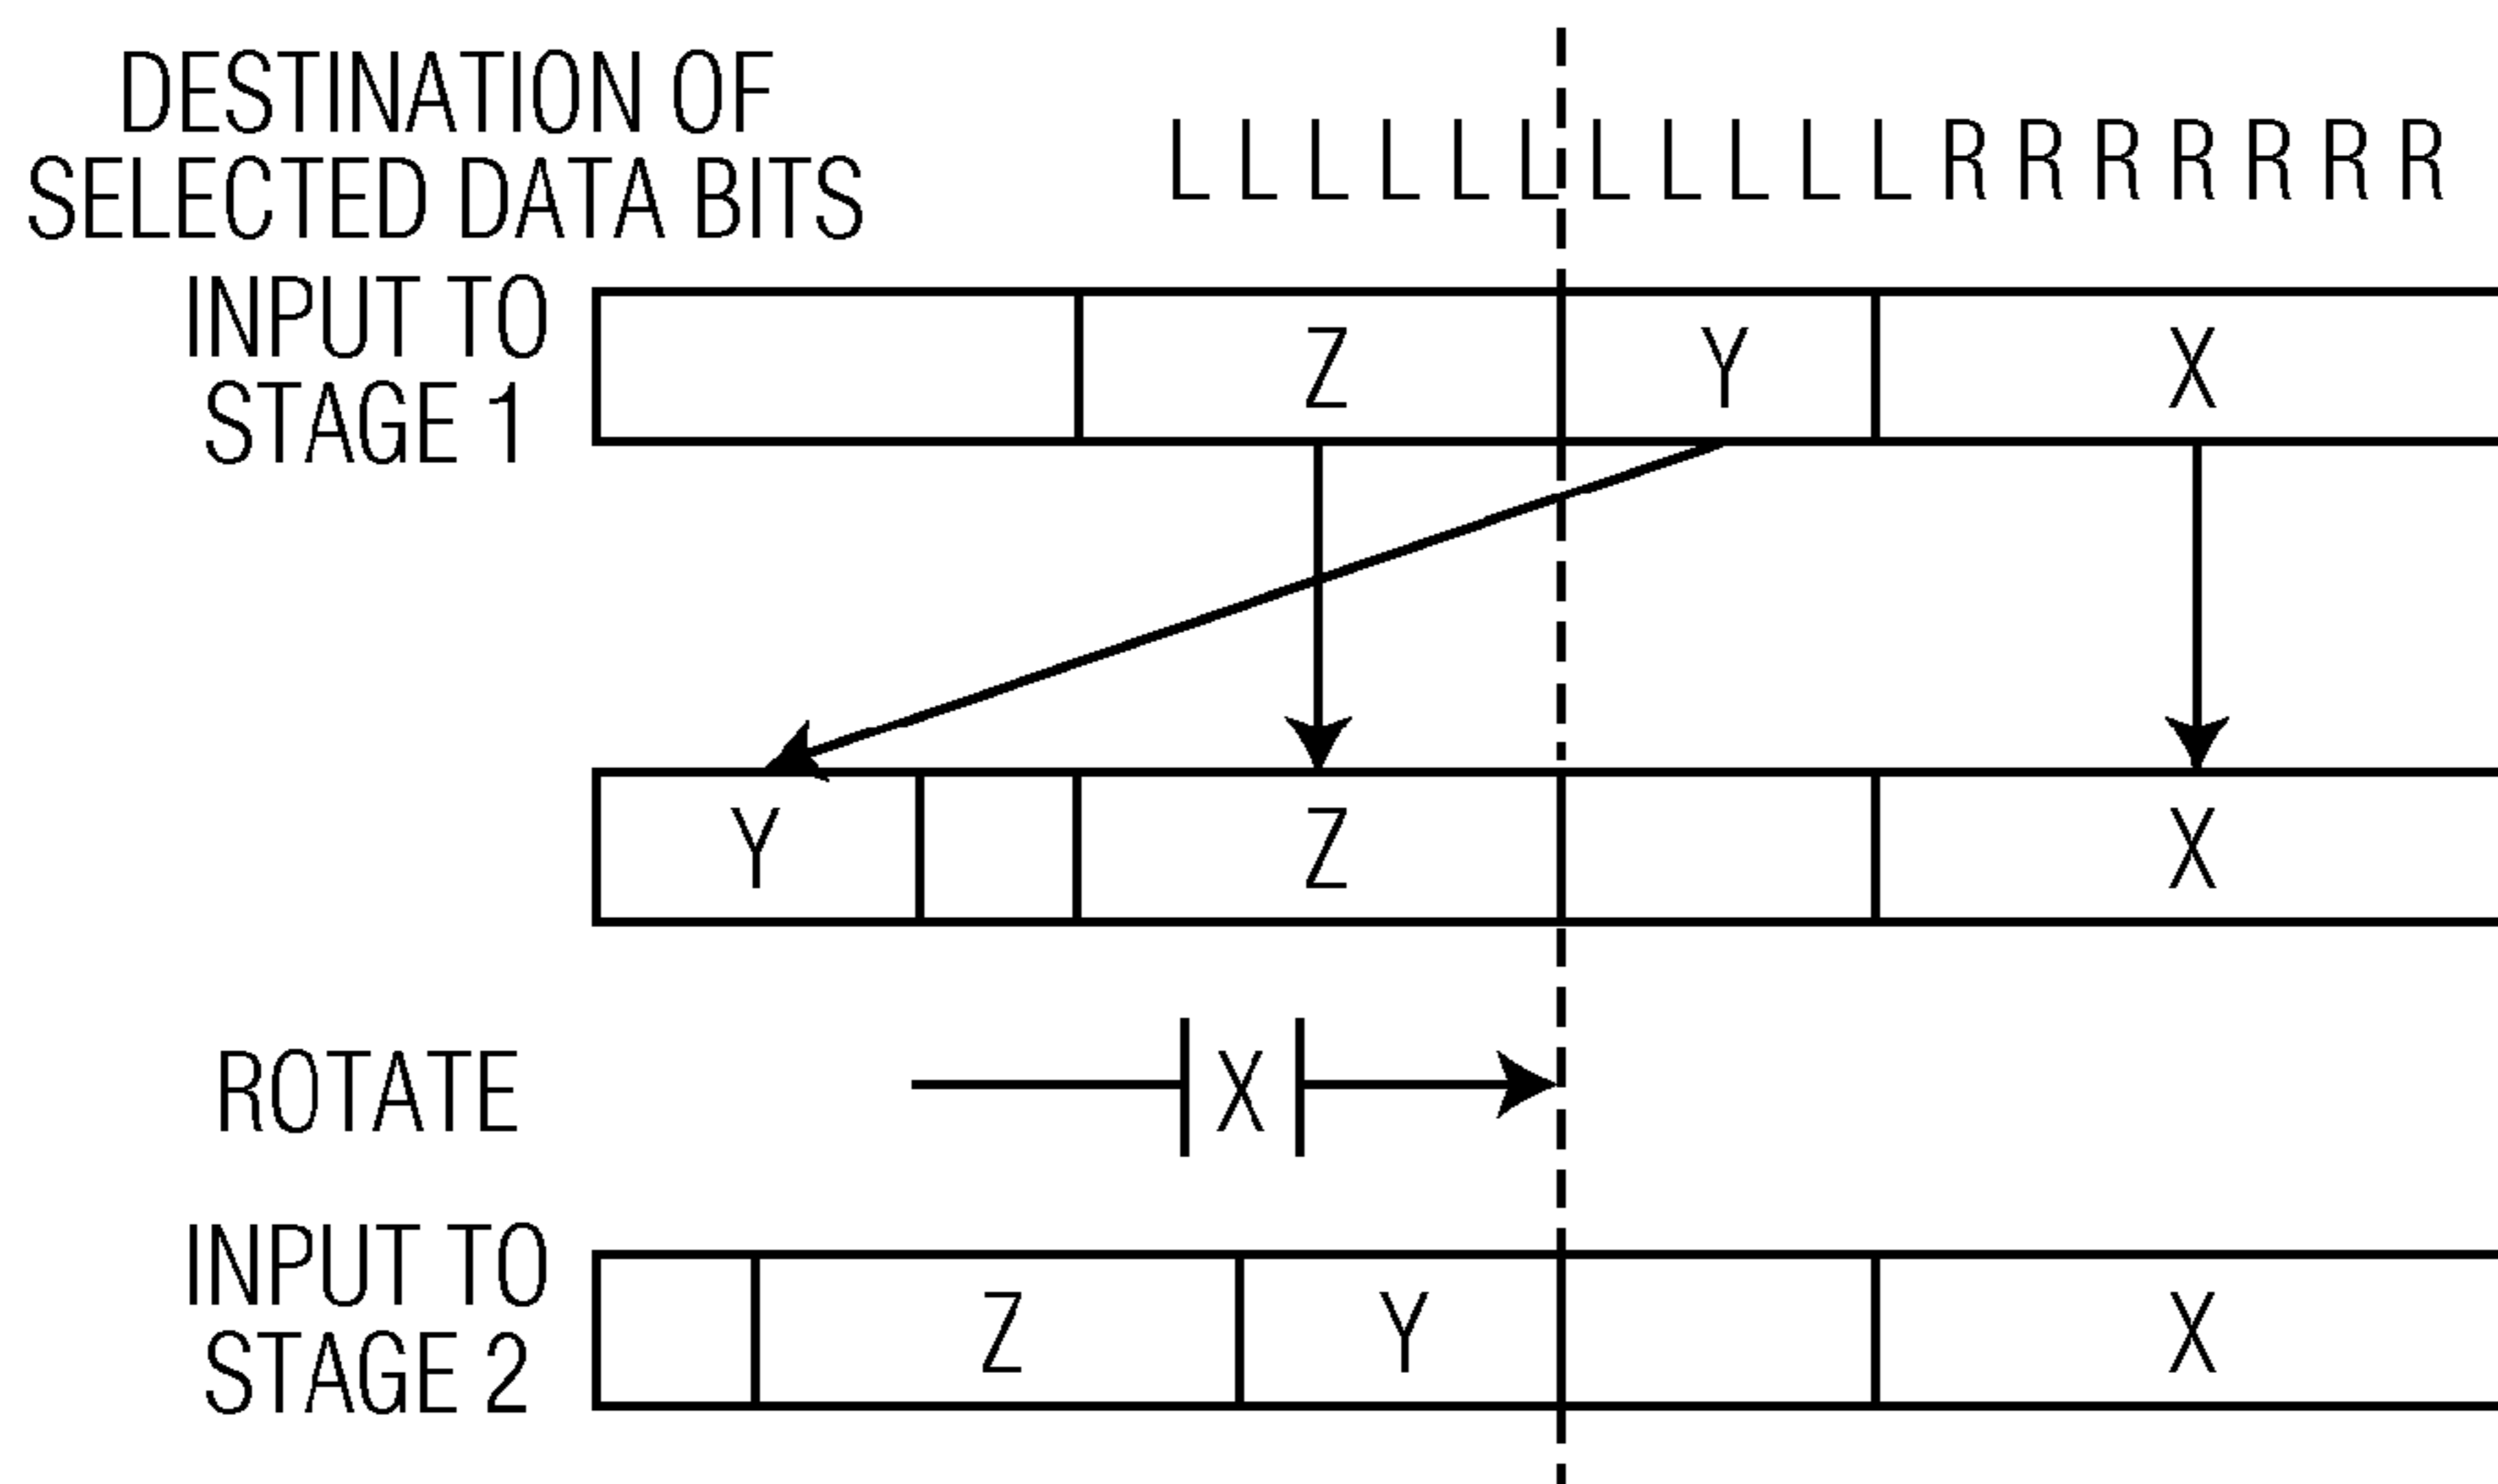 DESTINATION OF
SELECTED DATA BITS
L L L L L L L L L L L R R R R R R R
INPUT TO
STAGE 1
Z Y X
Y Z X
ROTATE
|X|
INPUT TO
STAGE 2
Z Y X